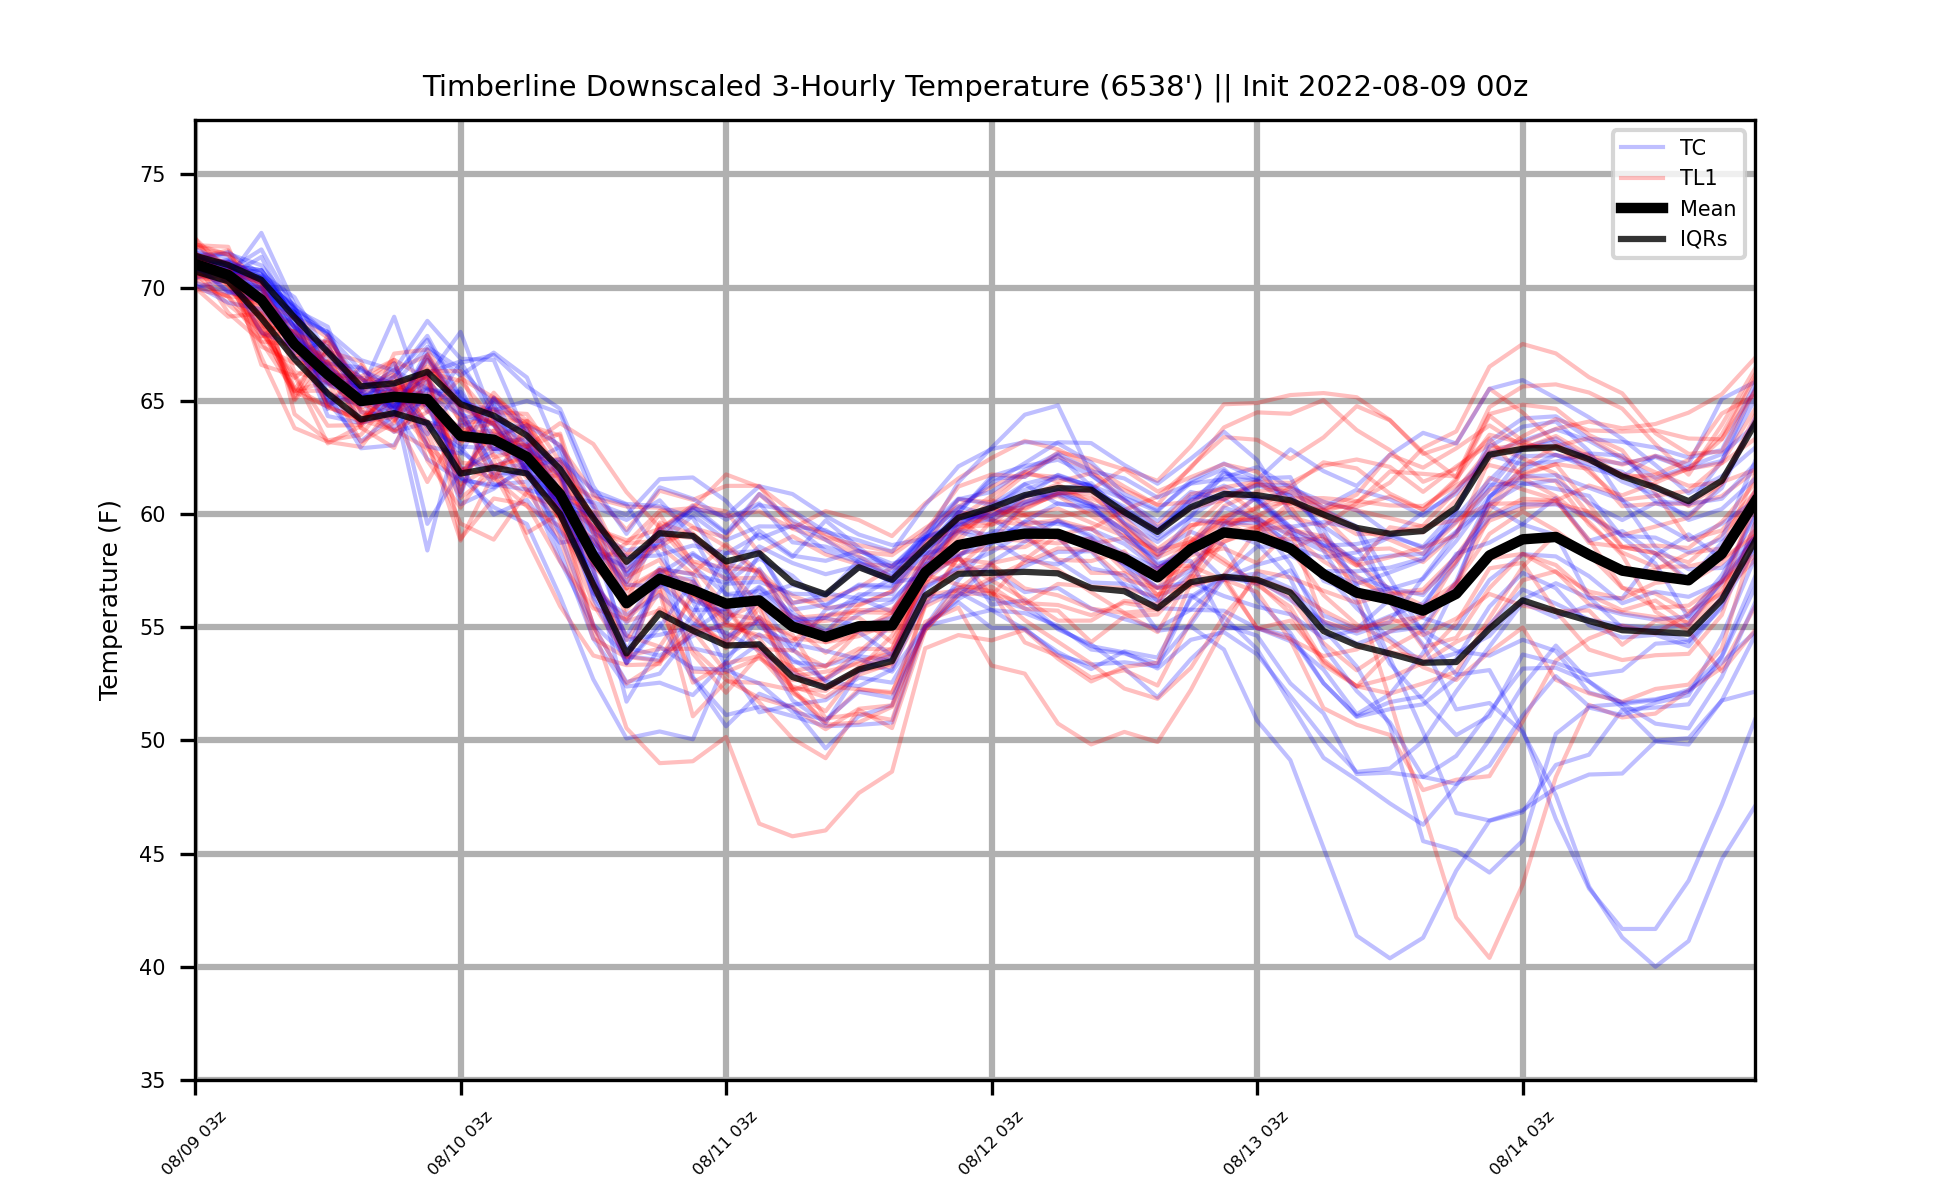 Timberline Downscaled 3-Hourly Temperature (6538') || Init 2022-08-09 00z
TC
TL1
Mean
IQRs
Temperature (F)
75
70
65
60
55
50
45
40
35
08/09 03z
08/10 03z
08/11 03z
08/12 03z
08/13 03z
08/14 03z